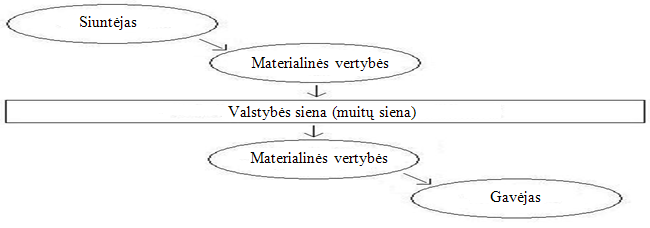 Siuntėjas
Materialinės vertybės
Valstybės siena (muitų siena)
Materialinės vertybės
Gavėjas